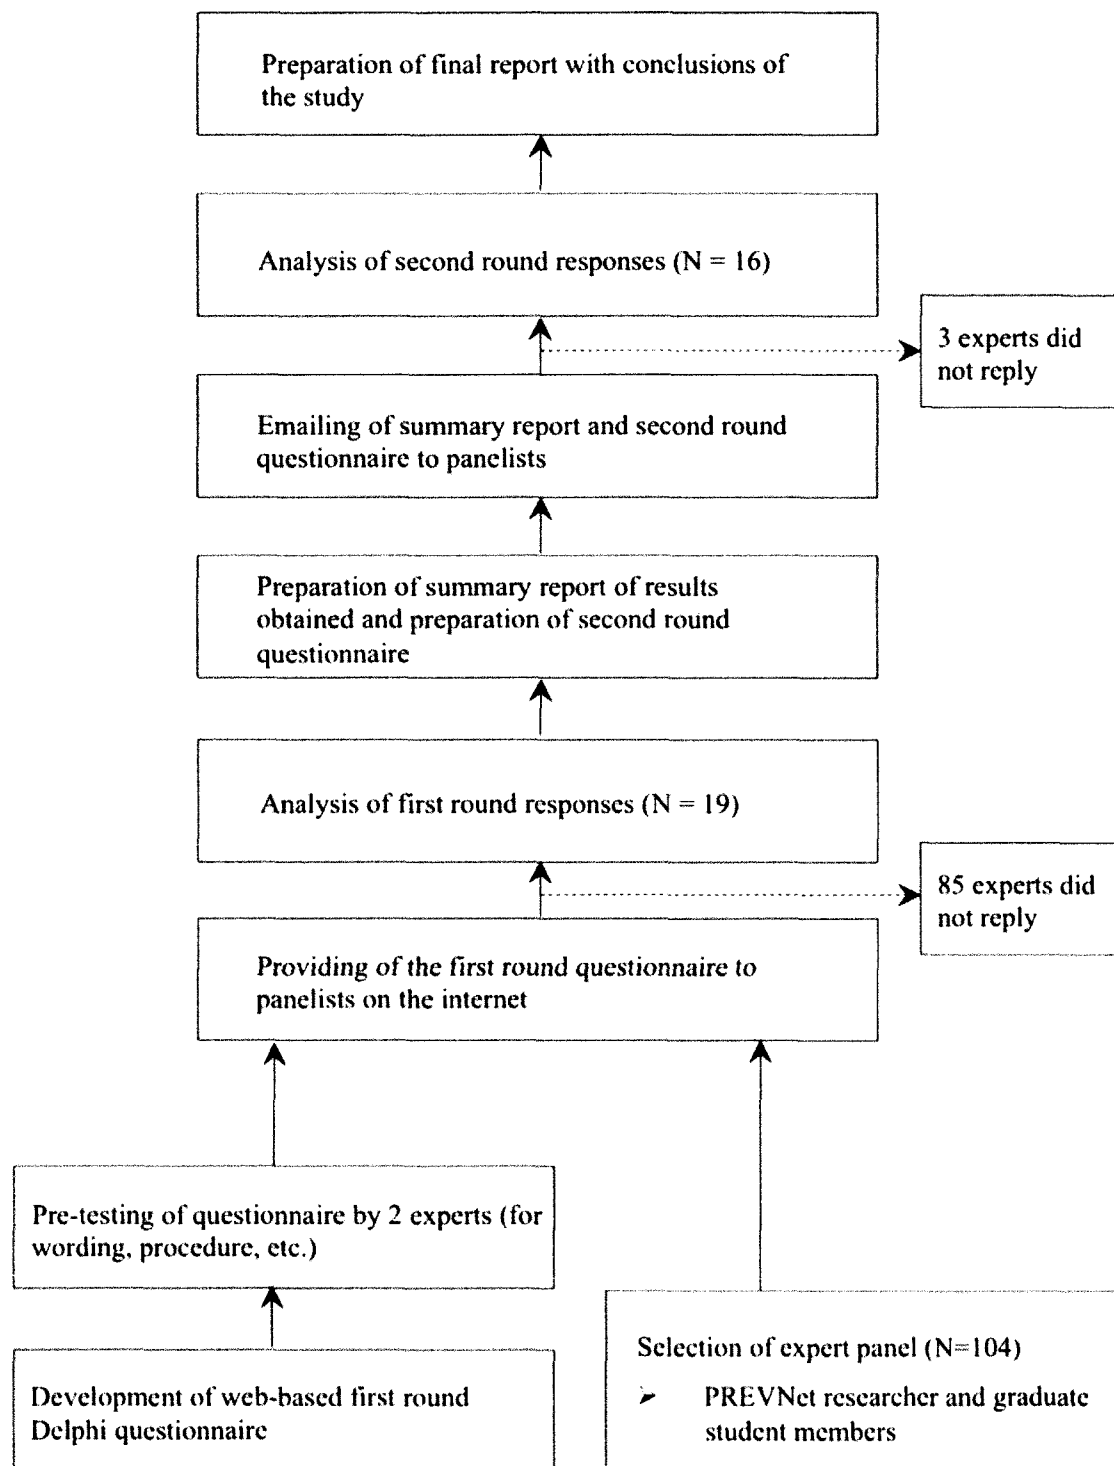 Preparation of final report with conclusions of
the study
Analysis of second round responses (N = 16)
3 experts did
not reply
Emailing of summary report and second round
questionnaire to panelists
Preparation of summary report of results
obtained and preparation of second round
questionnaire
Analysis of first round responses (N = 19)
85 experts did
not reply
Providing of the first round questionnaire to
panelists on the internet
Pre-testing of questionnaire by 2 experts (for
wording, procedure, etc.)
Development of web-based first round
Delphi questionnaire
Selection of expert panel (N=104)
➢ PREVNet researcher and graduate
student members